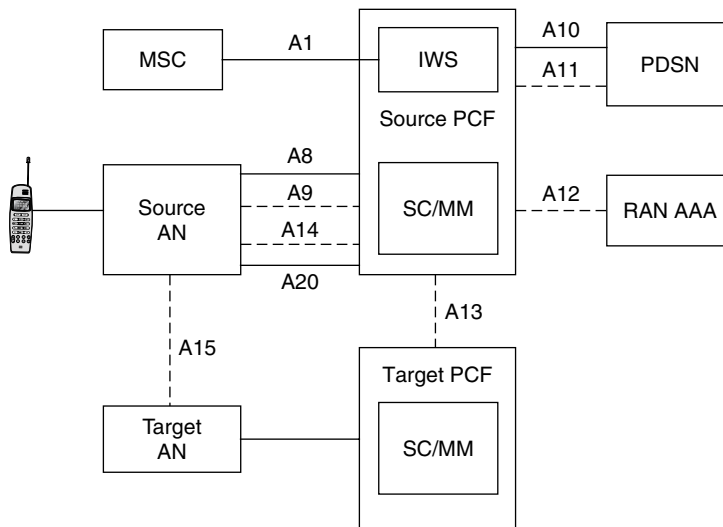 MSC
A1
IWS
A10
A11
PDSN
Source PCF
Source
AN
A8
A9
A14
A20
SC/MM
A12
RAN AAA
A15
A13
Target
AN
Target PCF
SC/MM